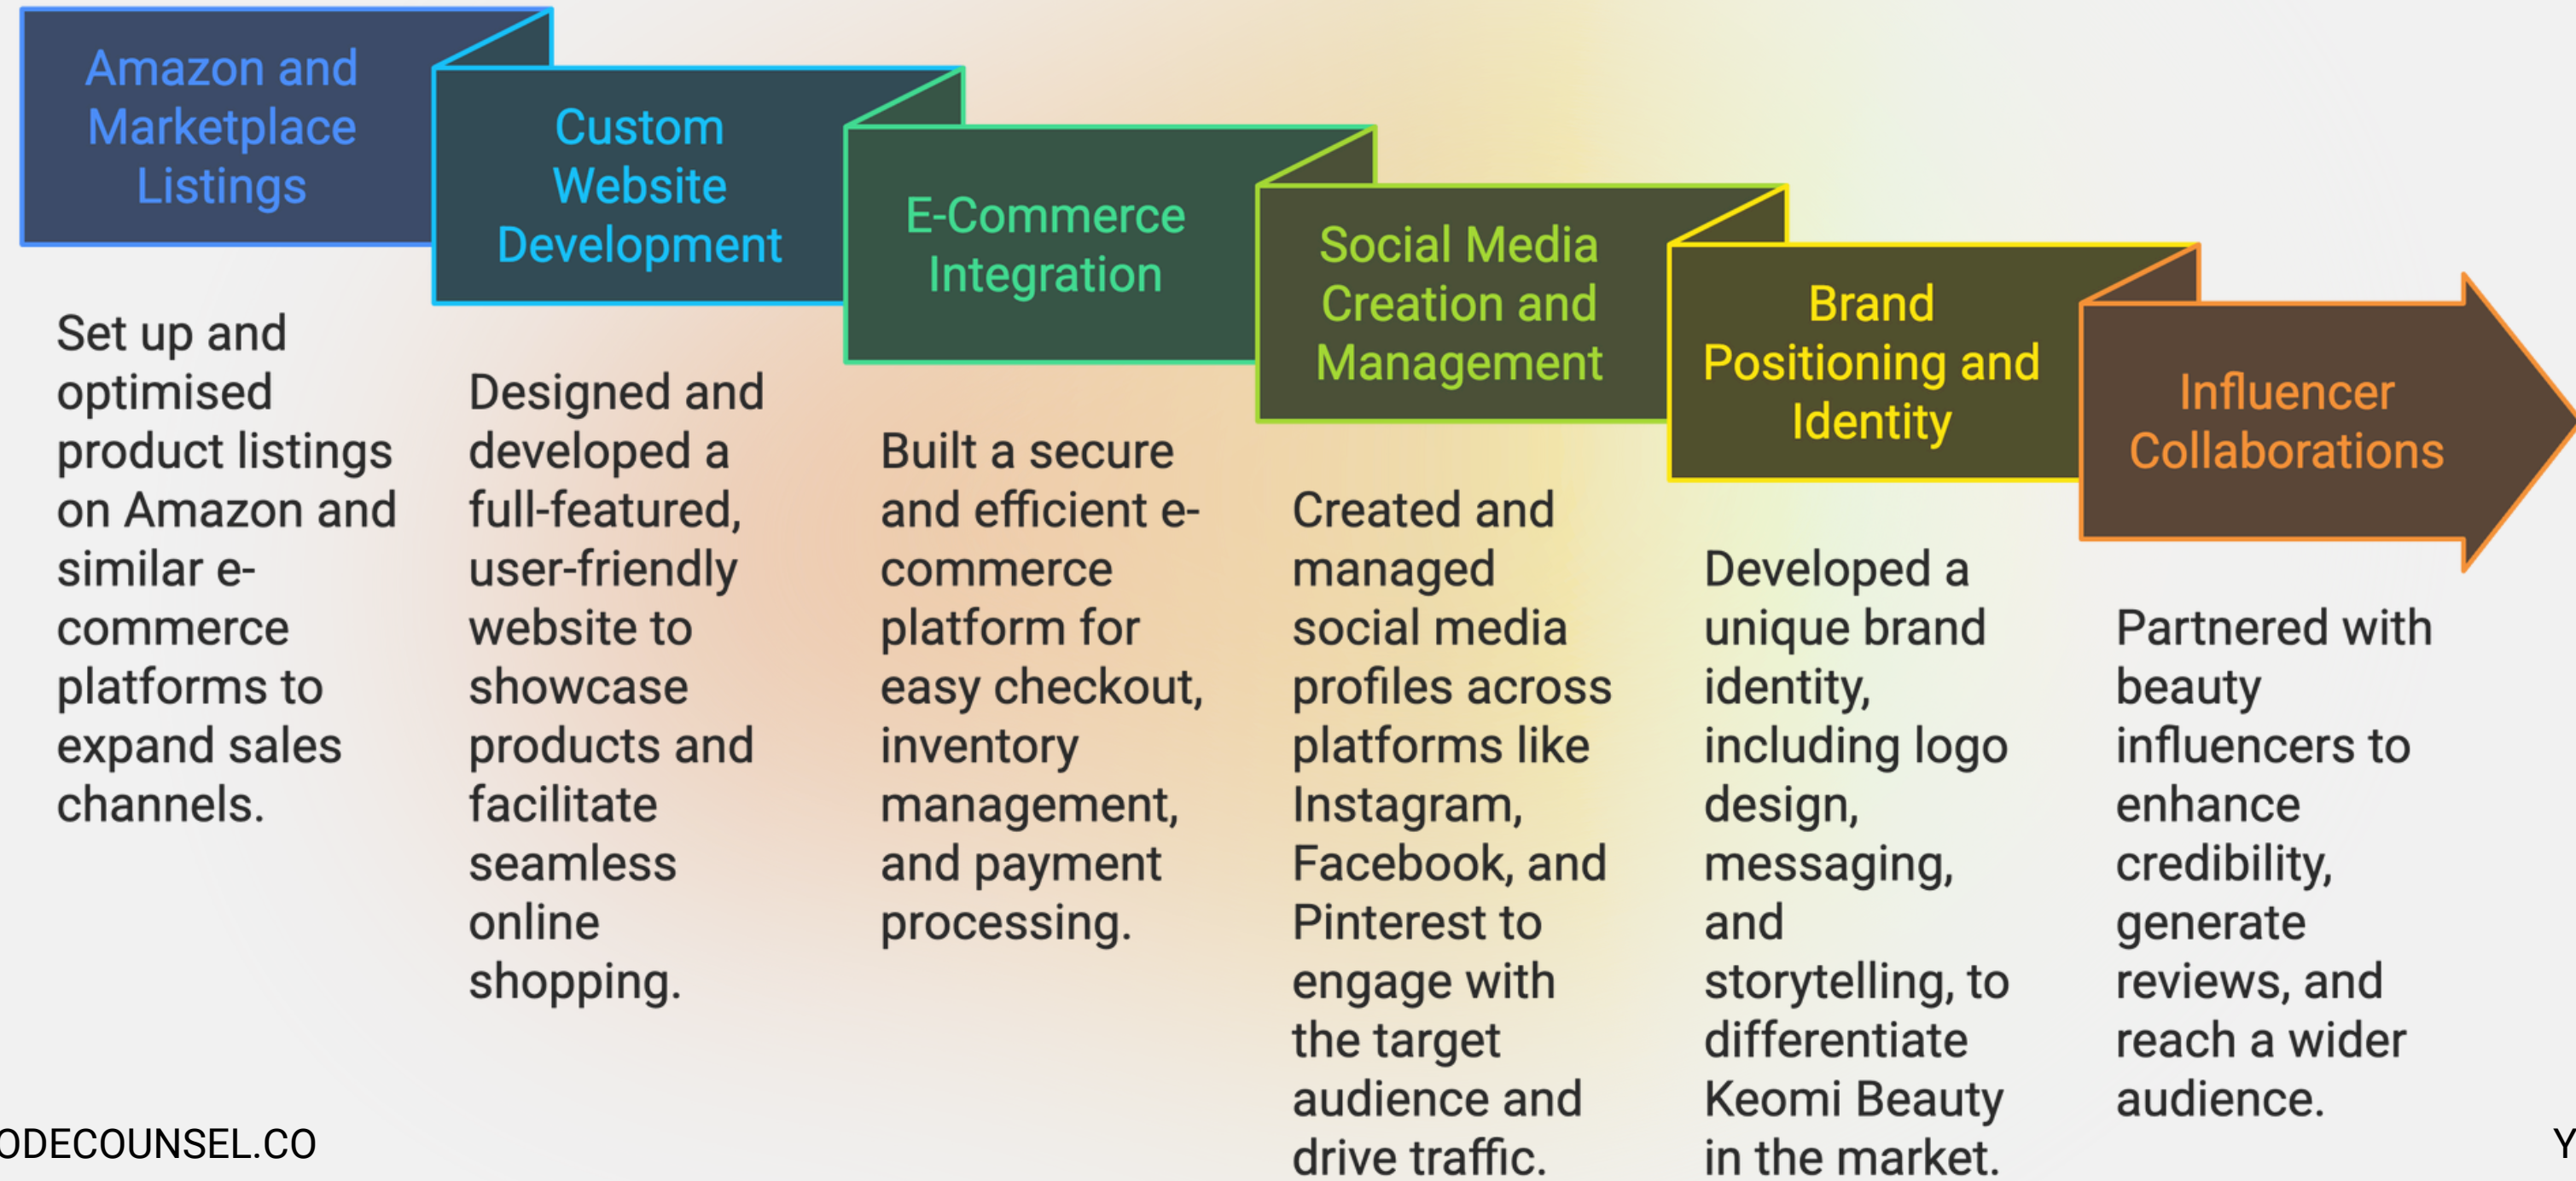 Amazon and
Marketplace
Listings
Set up and
optimised
product listings
on Amazon and
similar e-
commerce
platforms to
expand sales
channels.
Custom
Website
Development
Designed and
developed a
full-featured,
user-friendly
website to
showcase
products and
facilitate
seamless
online
shopping.
E-Commerce
Integration
Built a secure
and efficient e-
commerce
platform for
easy checkout,
inventory
management,
and payment
processing.
Social Media
Creation and
Management
Created and
managed
social media
profiles across
platforms like
Instagram,
Facebook, and
Pinterest to
engage with
the target
audience and
drive traffic.
Brand
Positioning and
Identity
Developed a
unique brand
identity,
including logo
design,
messaging,
and
storytelling, to
differentiate
Keomi Beauty
in the market.
Influencer
Collaborations
Partnered with
beauty
influencers to
enhance
credibility,
generate
reviews, and
reach a wider
audience.
ODECOUNSEL.CO
Y